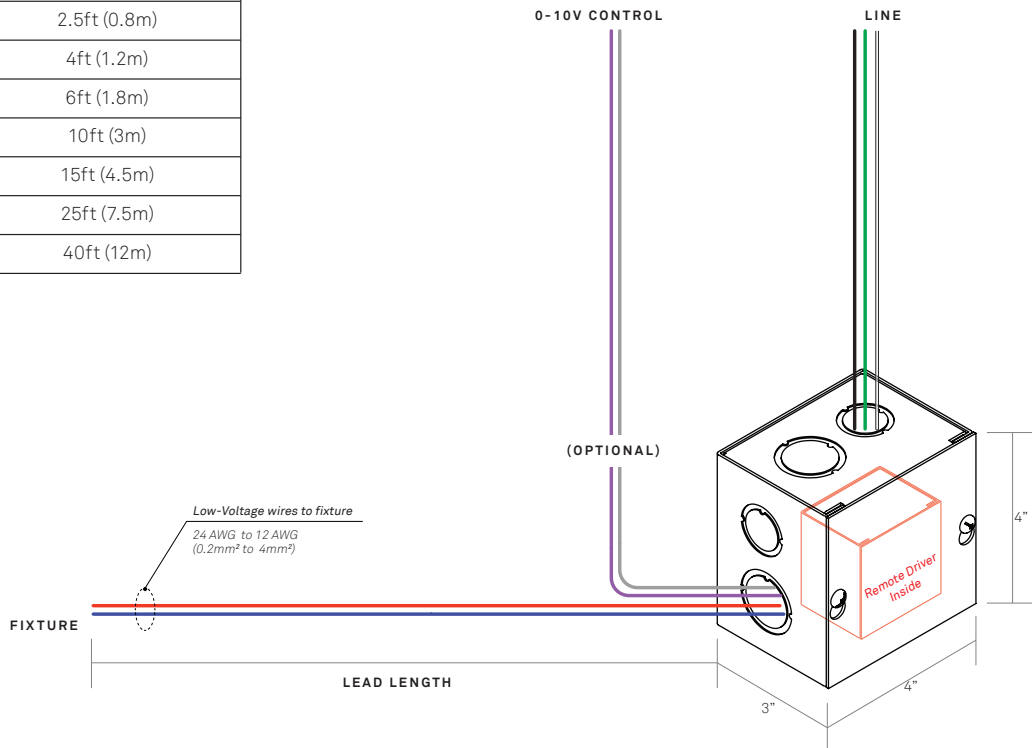 2.5ft (0.8m)
4ft (1.2m)
6ft (1.8m)
10ft (3m)
15ft (4.5m)
25ft (7.5m)
40ft (12m)
0-10V CONTROL
LINE
(OPTIONAL)
Low-Voltage wires to fixture
24 AWG to 12 AWG
(0.2mm² to 4mm²)
4”
Remote Driver
Inside
FIXTURE
LEAD LENGTH
3”
4”